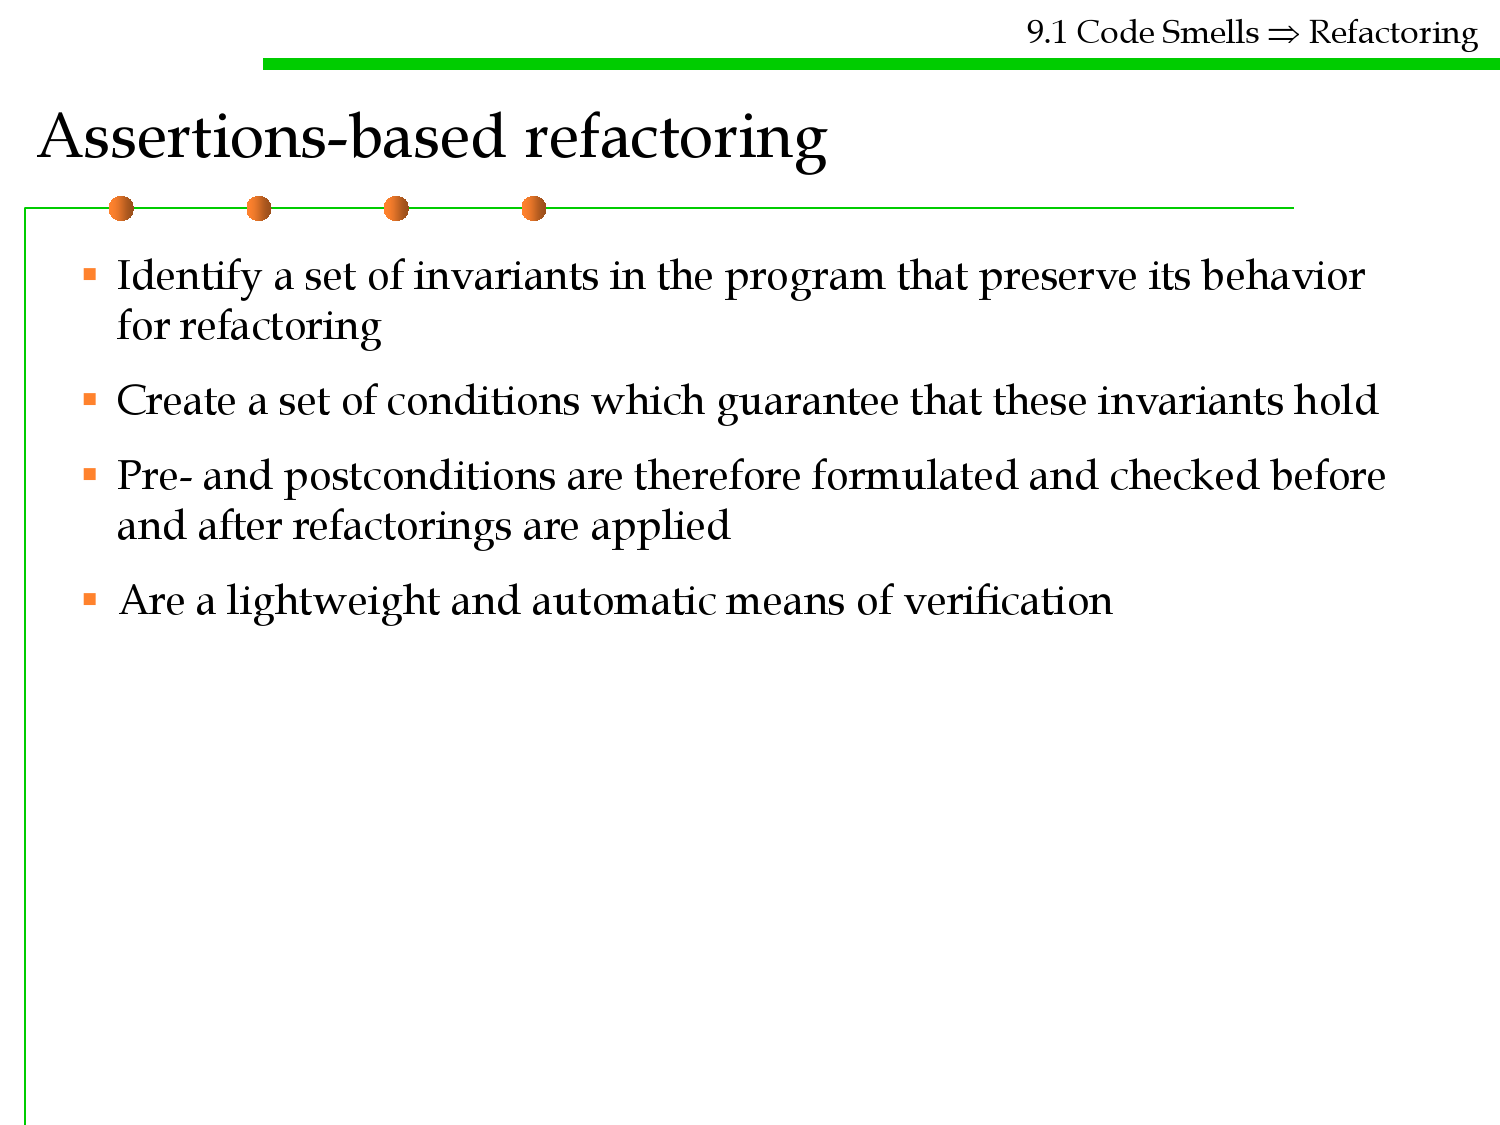 9.1 Code Smells ⇒ Refactoring
Assertions-based refactoring
▪ Identify a set of invariants in the program that preserve its behavior
for refactoring
▪ Create a set of conditions which guarantee that these invariants hold
▪ Pre- and postconditions are therefore formulated and checked before
and after refactorings are applied
▪ Are a lightweight and automatic means of verification